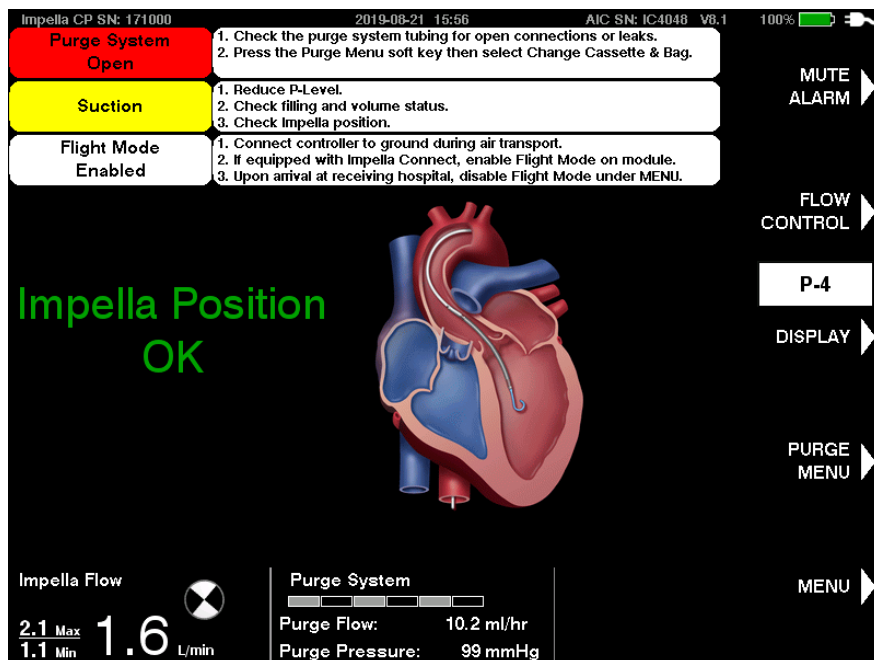 Impella CP SN: 171000 2019-08-21 15:56 AIC SN: IC4048 V8.1 100%
Purge System
Open
1. Check the purge system tubing for open connections or leaks.
2. Press the Purge Menu soft key then select Change Cassette & Bag.
MUTE
ALARM
Suction
1. Reduce P-Level.
2. Check filling and volume status.
3. Check Impella position.
Flight Mode
Enabled
1. Connect controller to ground during air transport.
2. If equipped with Impella Connect, enable Flight Mode on module.
3. Upon arrival at receiving hospital, disable Flight Mode under MENU.
FLOW
CONTROL
P-4
Impella Position
OK
DISPLAY
PURGE
MENU
Impella Flow
2.1 Max
1.1 Min
1.6 L/min
Purge System
Purge Flow: 10.2 ml/hr
Purge Pressure: 99 mmHg
MENU